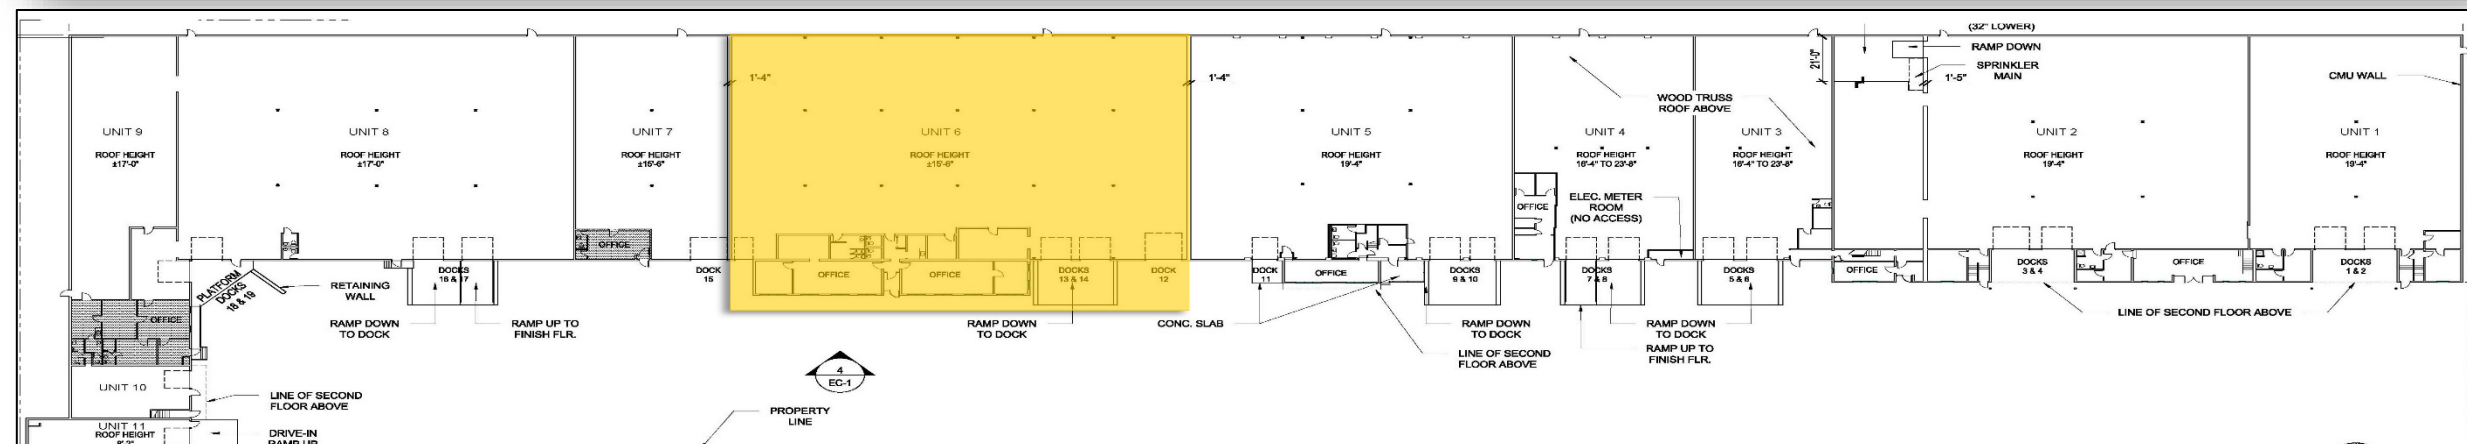 (32" LOWER)
RAMP DOWN
SPRINKLER
MAIN
21'-0"
1'-4"
1'-4"
1'-5"
CMU WALL
WOOD TRUSS
ROOF ABOVE
UNIT 9
ROOF HEIGHT
±17'-0"
UNIT 8
ROOF HEIGHT
±17'-0"
UNIT 7
ROOF HEIGHT
±15'-6"
UNIT 6
ROOF HEIGHT
±15'-6"
UNIT 5
ROOF HEIGHT
19'-4"
UNIT 4
ROOF HEIGHT
16'-4" TO 23'-8"
UNIT 3
ROOF HEIGHT
16'-4" TO 23'-8"
UNIT 2
ROOF HEIGHT
19'-4"
UNIT 1
ROOF HEIGHT
19'-4"
ELEC. METER
ROOM
(NO ACCESS)
OFFICE
OFFICE
PLATFORM
DOCKS
18 & 19
RETAINING
WALL
DOCKS
16 & 17
DOCK
15
OFFICE
OFFICE
DOCKS
13 & 14
DOCK
12
DOCK
11
OFFICE
DOCKS
9 & 10
DOCKS
7 & 8
DOCKS
5 & 6
OFFICE
DOCKS
3 & 4
OFFICE
DOCKS
1 & 2
OFFICE
RAMP DOWN
TO DOCK
RAMP UP TO
FINISH FLR.
RAMP DOWN
TO DOCK
CONC. SLAB
RAMP DOWN
TO DOCK
RAMP DOWN
TO DOCK
RAMP UP TO
FINISH FLR.
LINE OF SECOND FLOOR ABOVE
LINE OF SECOND
FLOOR ABOVE
4
EC-1
UNIT 10
LINE OF SECOND
FLOOR ABOVE
PROPERTY
LINE
UNIT 11
ROOF HEIGHT
DRIVE-IN
RAMP UP